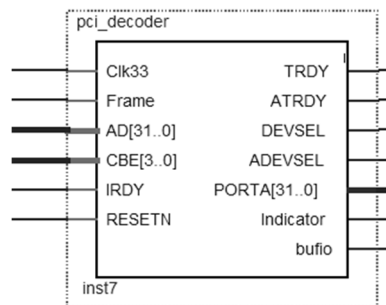 pci_decoder
Clk33
Frame
AD[31..0]
CBE[3..0]
IRDY
RESETN
I
TRDY
ATRDY
DEVSEL
ADEVSEL
PORTA[31..0]
Indicator
bufio
inst7